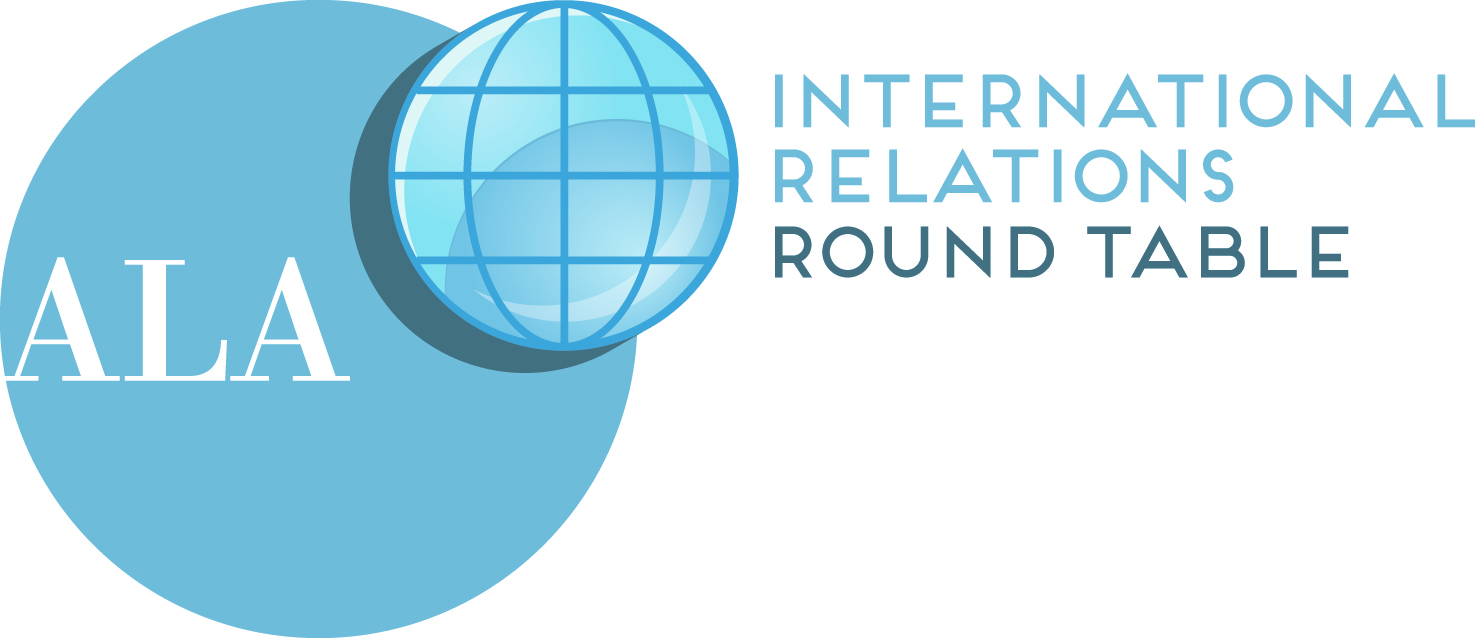 ALA
INTERNATIONAL
RELATIONS
ROUND TABLE